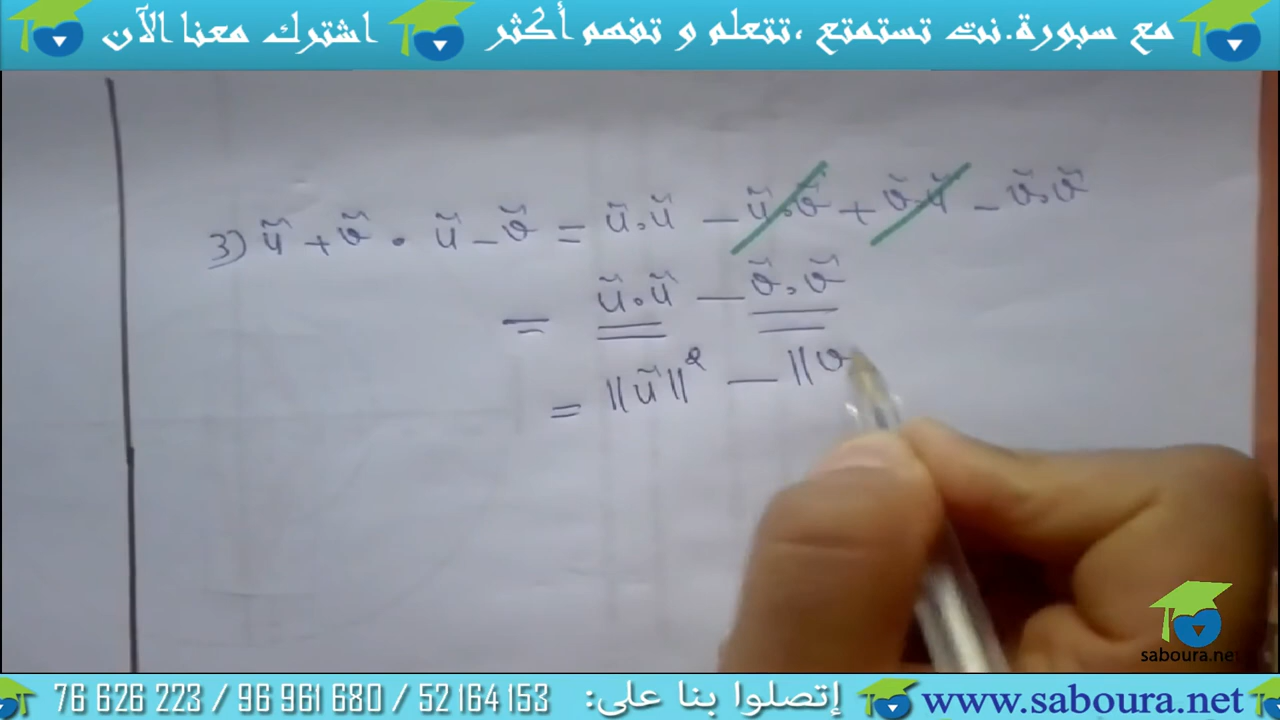 مع سبورة.نت تستمتع ،تتعلم و تفهم أكثر اشترك معنا الآن
3) ũ + ṽ · ũ - ṽ = ũ·ũ - ũ·ṽ + ṽ·ũ - ṽ·ṽ
= ũ·ũ - ṽ·ṽ
= ||ũ||² - ||v
saboura.net
76 626 223 / 96 961 680 / 52 164 153 إتصلوا بنا على: www.saboura.net